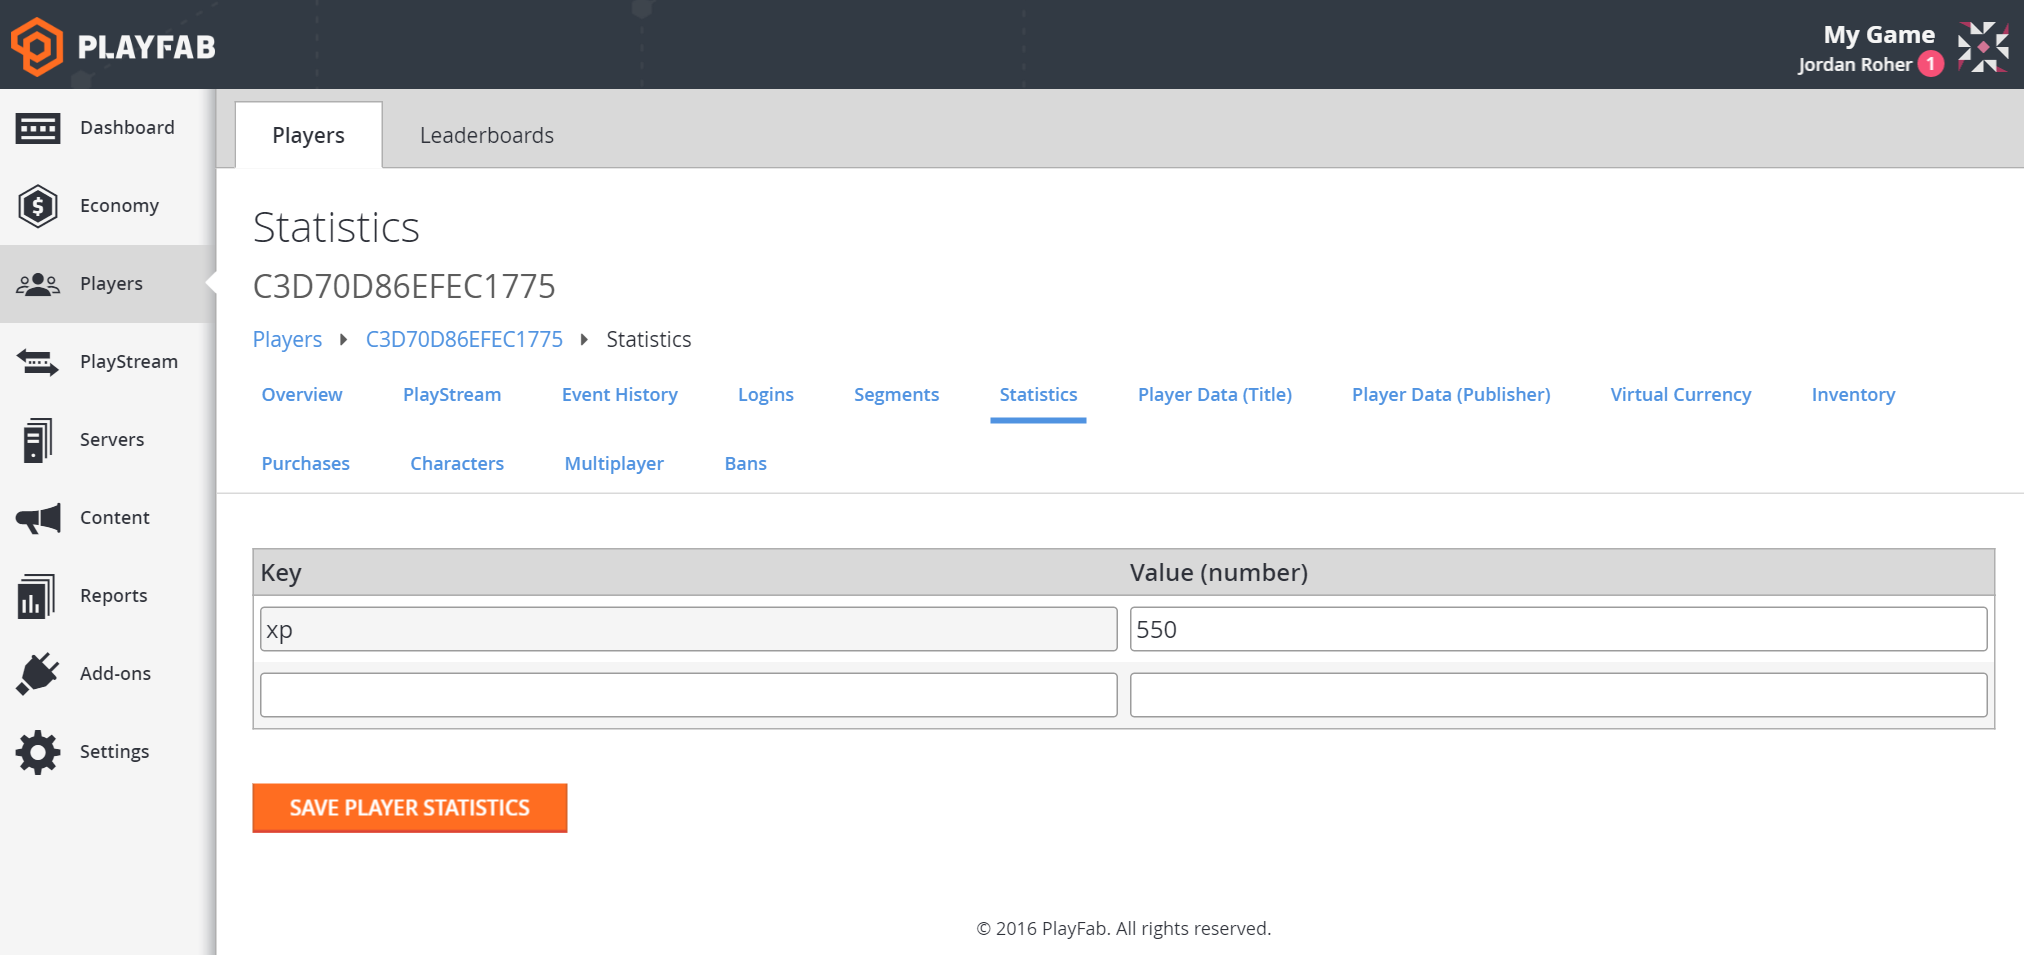 PLAYFAB
My Game
Jordan Roher 1
Dashboard
Economy
Players
PlayStream
Servers
Content
Reports
Add-ons
Settings
Players Leaderboards
Statistics
C3D70D86EFEC1775
Players C3D70D86EFEC1775 Statistics
Overview PlayStream Event History Logins Segments Statistics Player Data (Title) Player Data (Publisher) Virtual Currency Inventory
Purchases Characters Multiplayer Bans
Key Value (number)
xp 550
SAVE PLAYER STATISTICS
© 2016 PlayFab. All rights reserved.